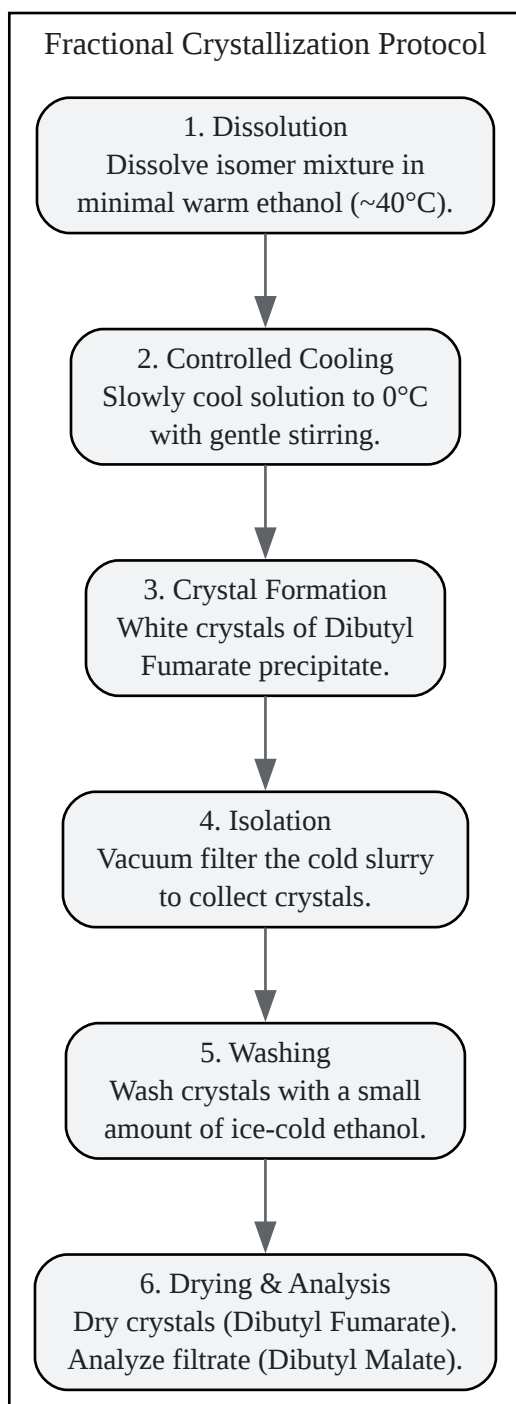 Fractional Crystallization Protocol
1. Dissolution
Dissolve isomer mixture in
minimal warm ethanol (~40°C).
2. Controlled Cooling
Slowly cool solution to 0°C
with gentle stirring.
3. Crystal Formation
White crystals of Dibutyl
Fumarate precipitate.
4. Isolation
Vacuum filter the cold slurry
to collect crystals.
5. Washing
Wash crystals with a small
amount of ice-cold ethanol.
6. Drying & Analysis
Dry crystals (Dibutyl Fumarate).
Analyze filtrate (Dibutyl Malate).